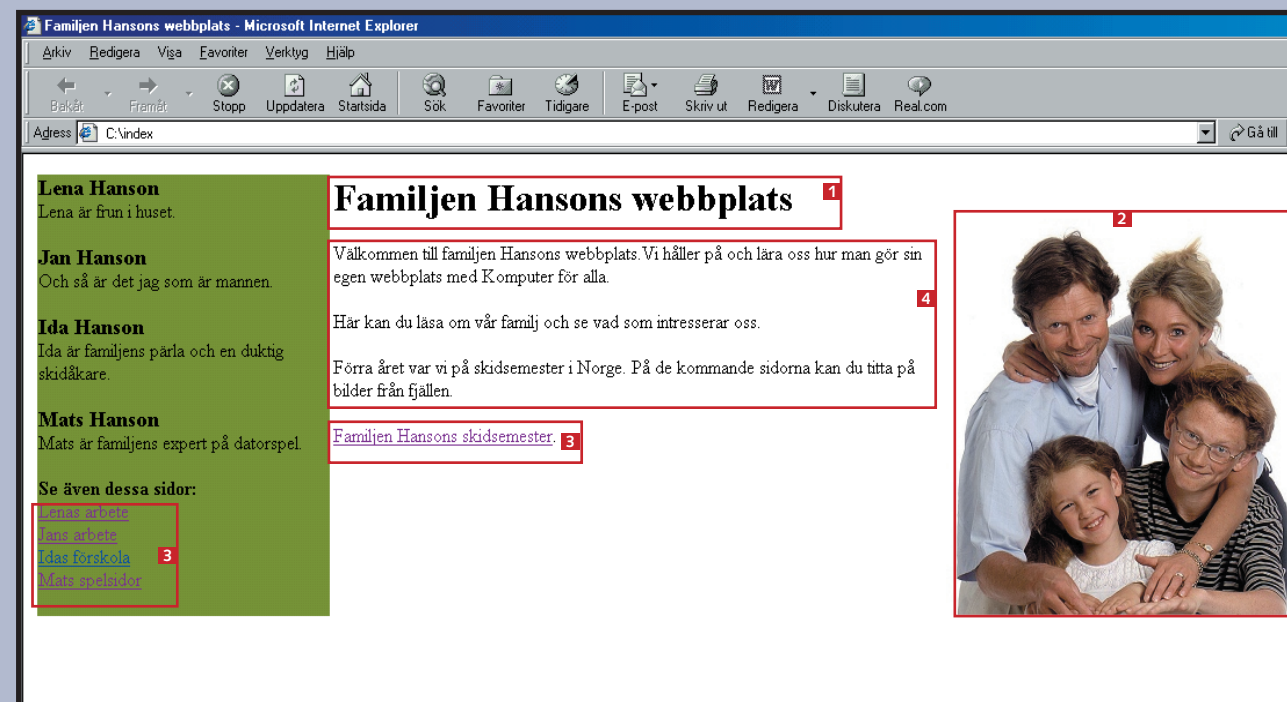 Familjen Hansons webbplats - Microsoft Internet Explorer
Arkiv Redigera Visa Favoriter Verktyg Hjälp
Bakåt Framåt Stopp Uppdatera Startsida Sök Favoriter Tidigare E-post Skriv ut Redigera Diskutera Real.com
Adress C:\index Gå till
Lena Hanson
Lena är frun i huset.
Jan Hanson
Och så är det jag som är mannen.
Ida Hanson
Ida är familjens pärla och en duktig
skidåkare.
Mats Hanson
Mats är familjens expert på datorspel.
Se även dessa sidor:
Lenas arbete
Jans arbete
Idas förskola 3
Mats spelsidor
Familjen Hansons webbplats 1
Välkommen till familjen Hansons webbplats. Vi håller på och lära oss hur man gör sin
egen webbplats med Komputer för alla.
4
Här kan du läsa om vår familj och se vad som intresserar oss.
Förra året var vi på skidsemester i Norge. På de kommande sidorna kan du titta på
bilder från fjällen.
Familjen Hansons skidsemester. 3
2